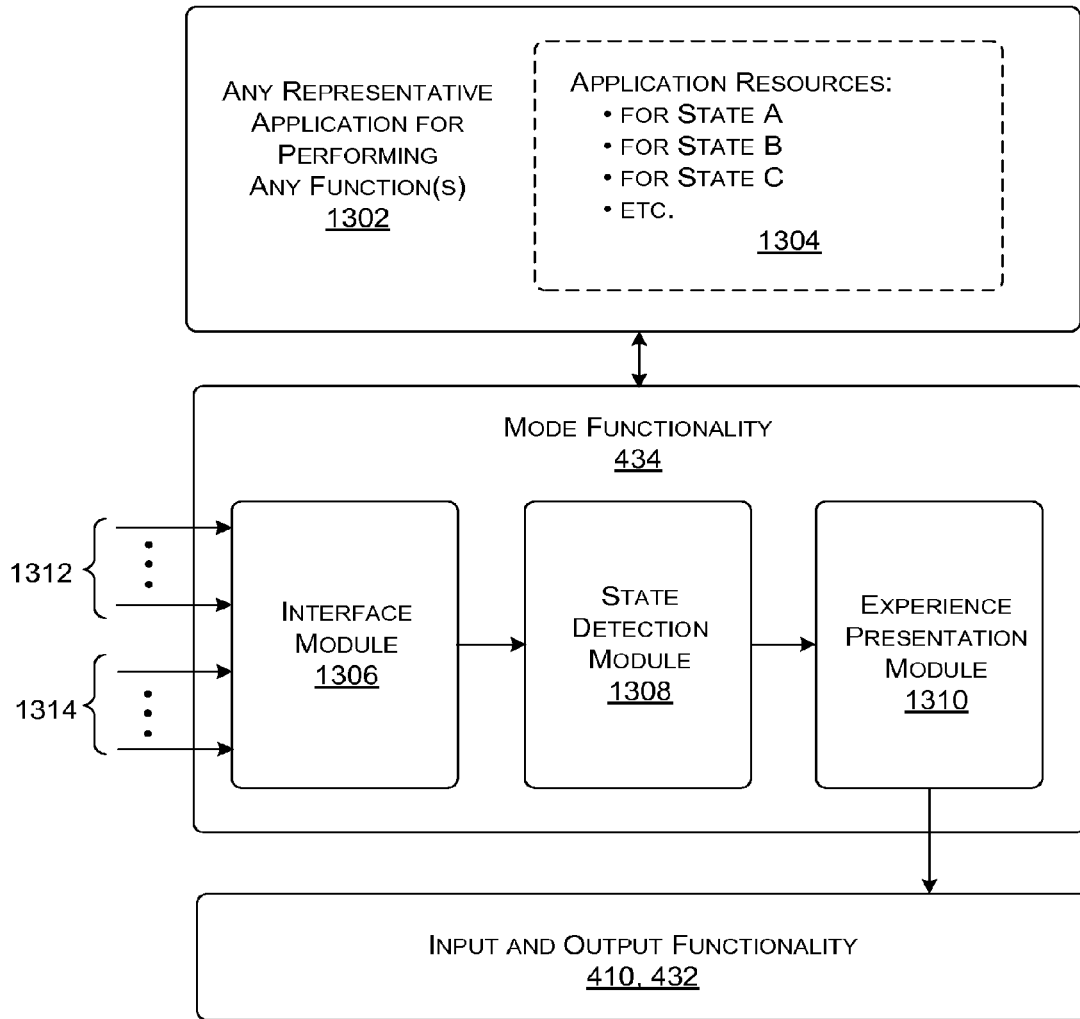 ANY REPRESENTATIVE
APPLICATION FOR
PERFORMING
ANY FUNCTION(S)
1302
APPLICATION RESOURCES:
• FOR STATE A
• FOR STATE B
• FOR STATE C
• ETC.
1304
MODE FUNCTIONALITY
434
1312
1314
INTERFACE
MODULE
1306
STATE
DETECTION
MODULE
1308
EXPERIENCE
PRESENTATION
MODULE
1310
INPUT AND OUTPUT FUNCTIONALITY
410, 432